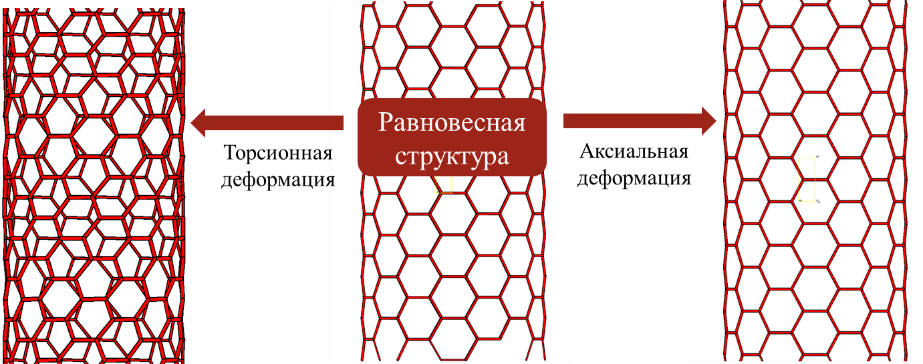 Равновесная
структура
Торсионная
деформация
Аксиальная
деформация